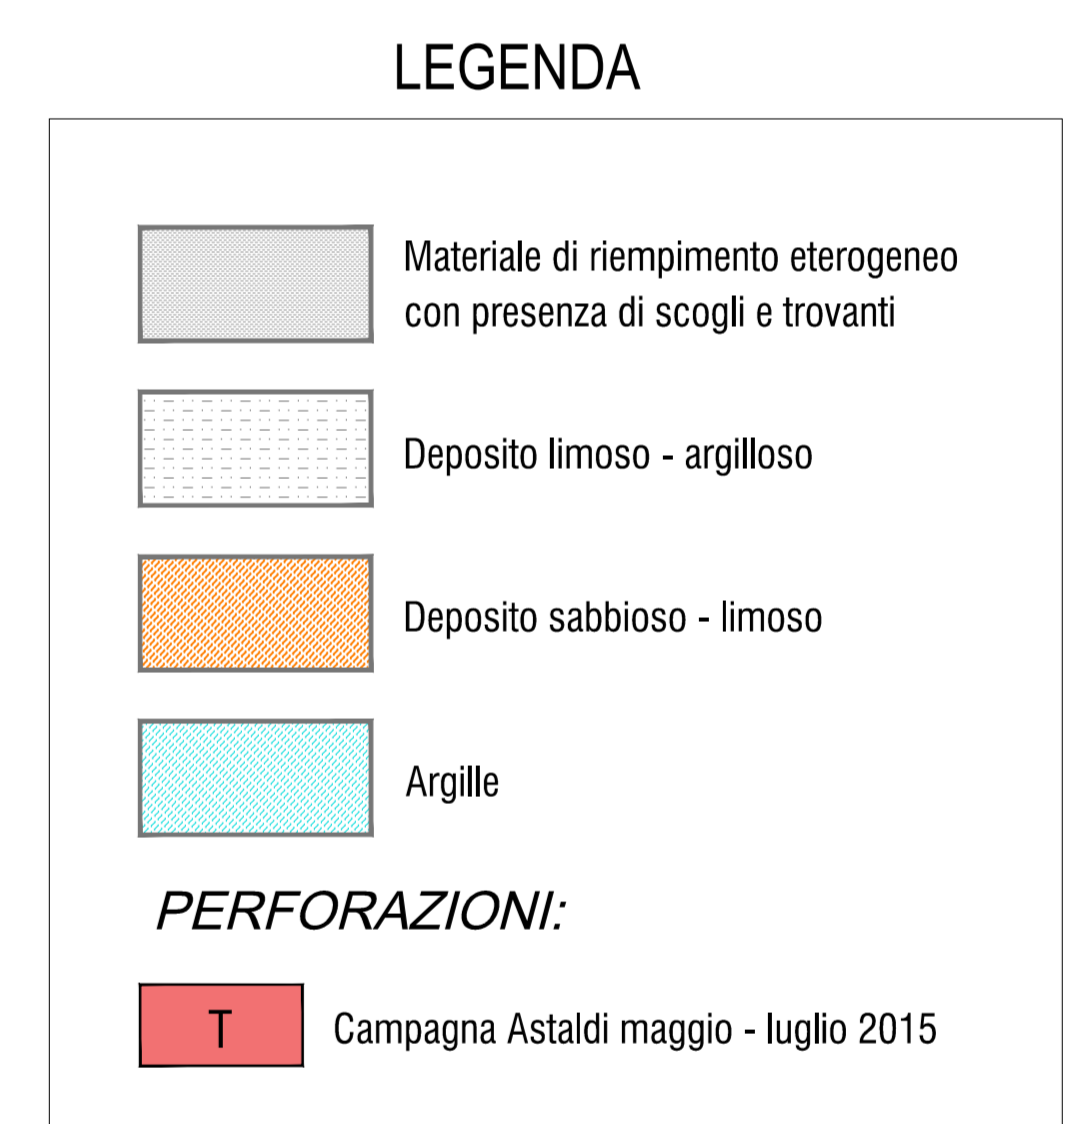 LEGENDA
Materiale di riempimento eterogeneo
con presenza di scogli e trovanti
Deposito limoso - argilloso
Deposito sabbioso - limoso
Argille
PERFORAZIONI:
T
Campagna Astaldi maggio - luglio 2015